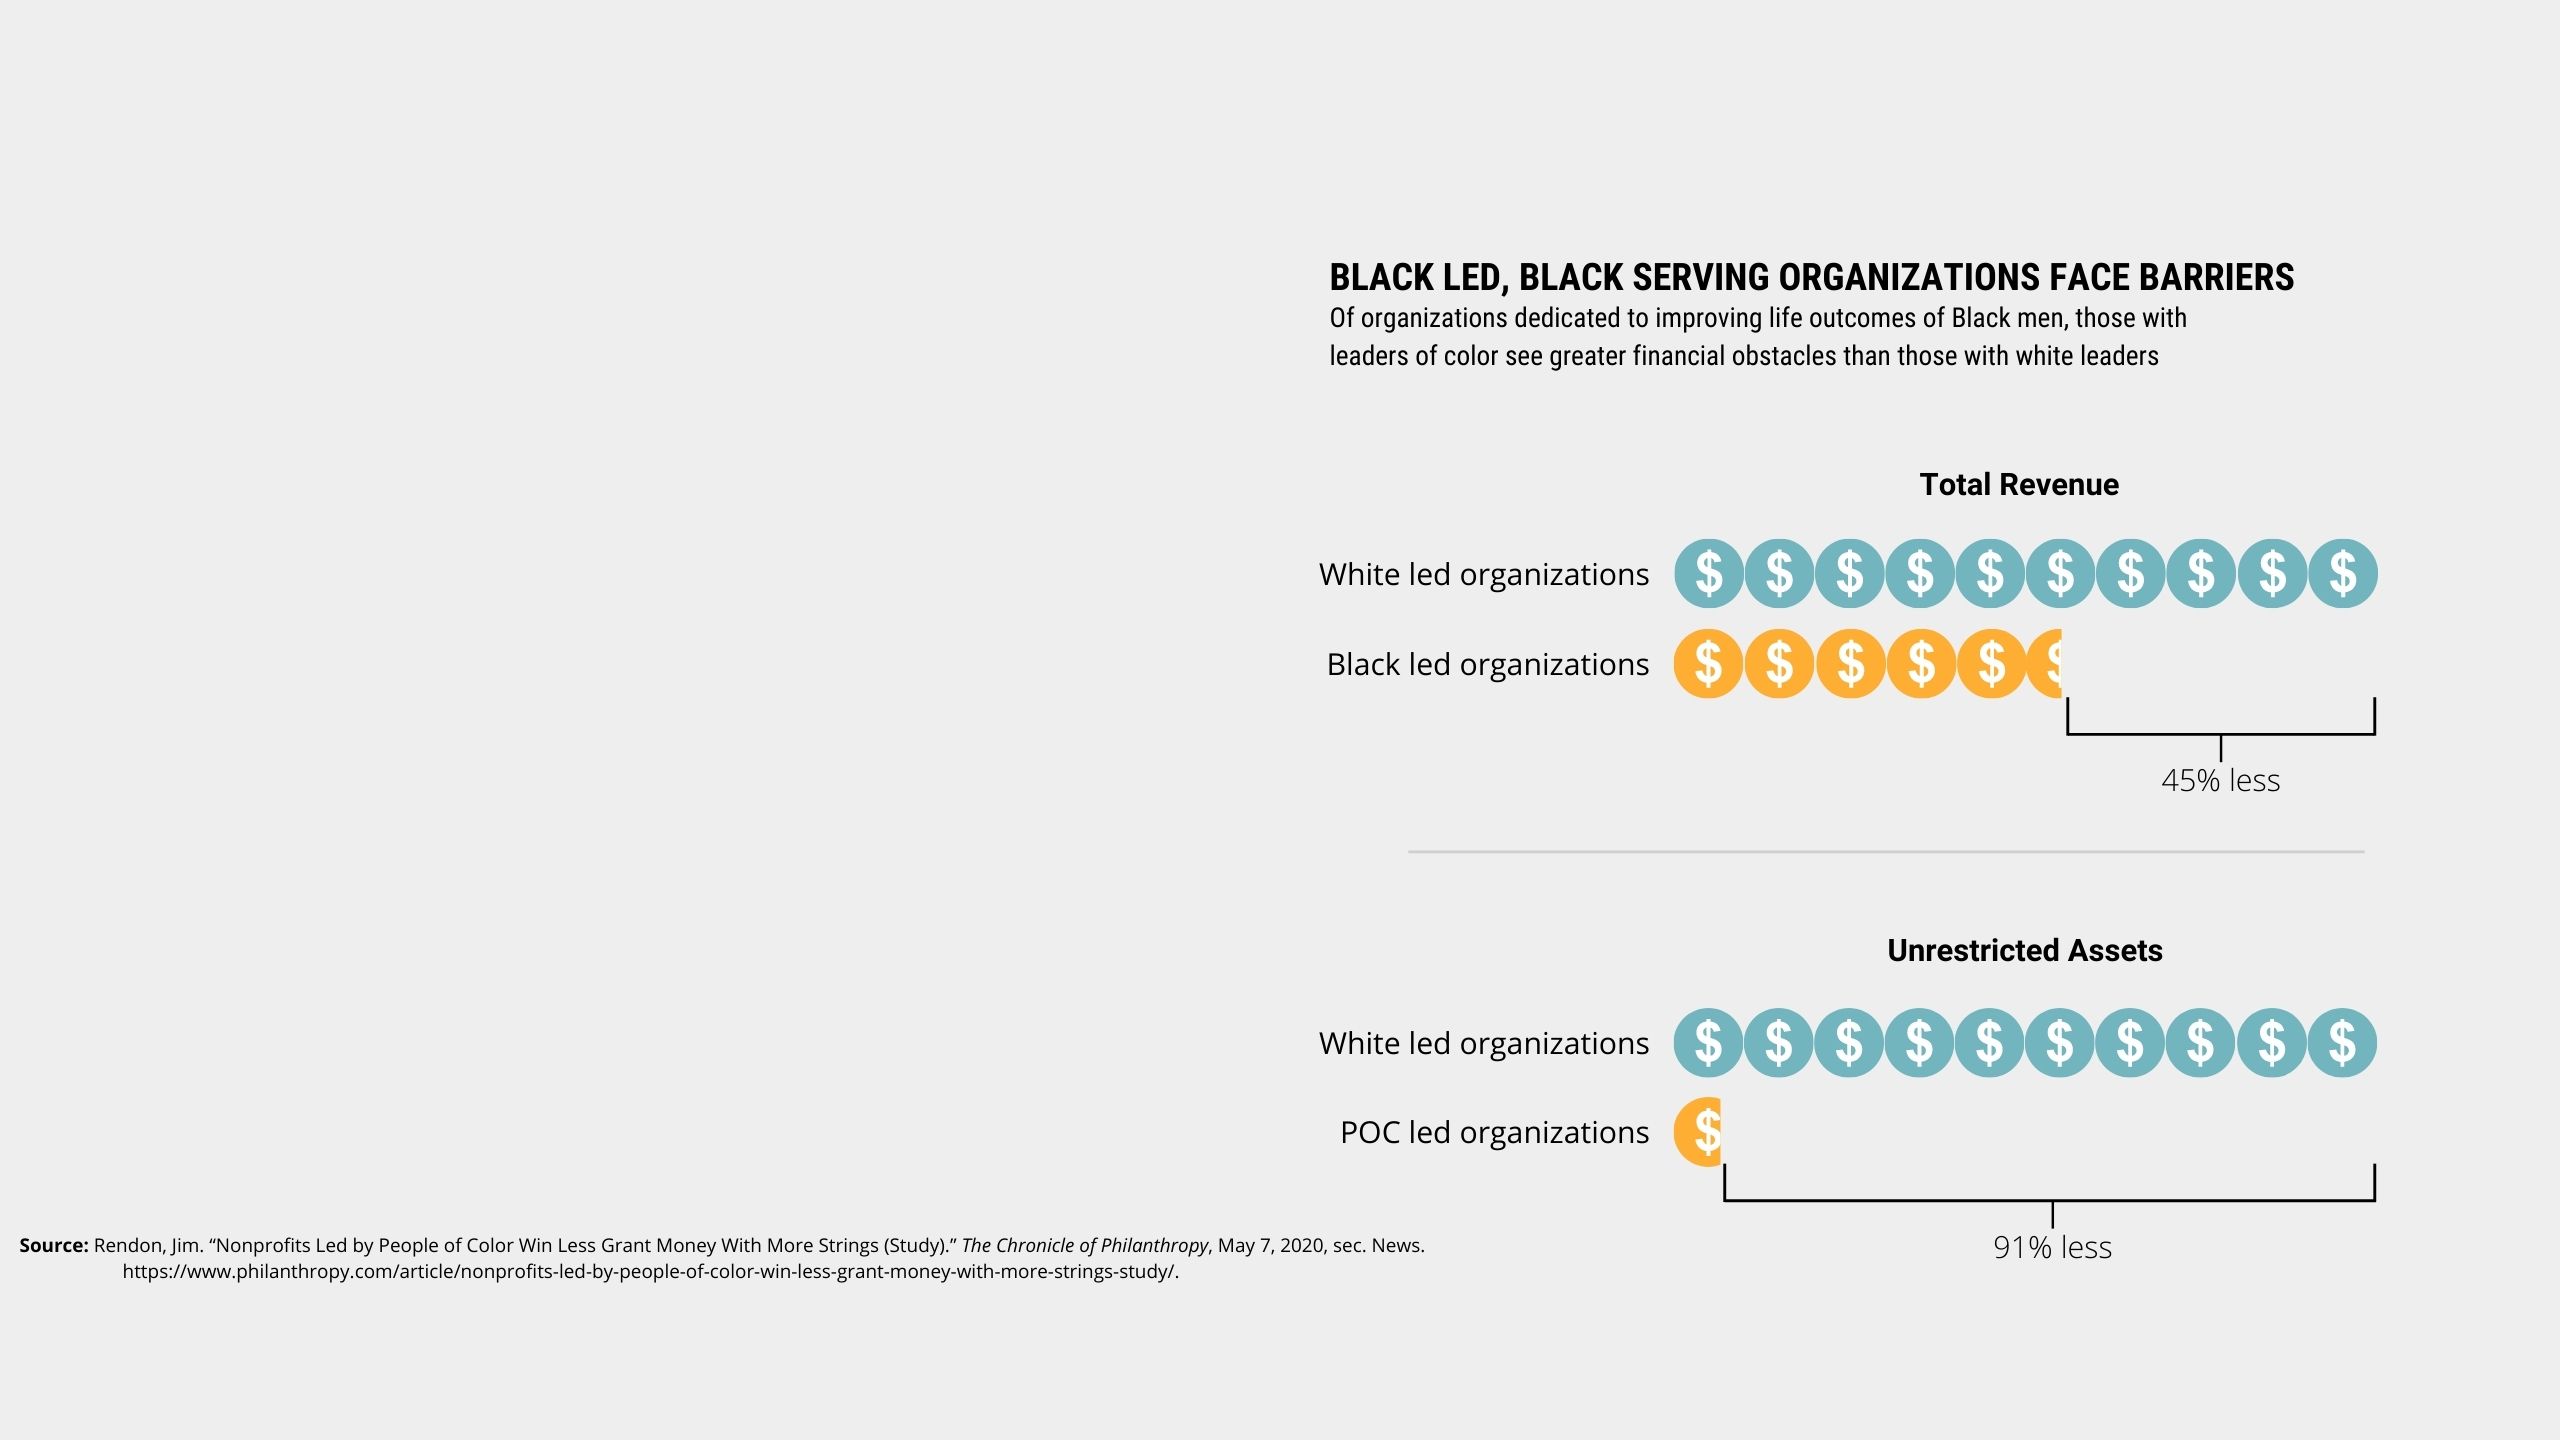 BLACK LED, BLACK SERVING ORGANIZATIONS FACE BARRIERS
Of organizations dedicated to improving life outcomes of Black men, those with
leaders of color see greater financial obstacles than those with white leaders
Total Revenue
White led organizations $ $ $ $ $ $ $ $ $ $
Black led organizations $ $ $ $ $ $
45% less
Unrestricted Assets
White led organizations $ $ $ $ $ $ $ $ $ $
POC led organizations $
91% less
Source: Rendon, Jim. “Nonprofits Led by People of Color Win Less Grant Money With More Strings (Study).” The Chronicle of Philanthropy, May 7, 2020, sec. News.
https://www.philanthropy.com/article/nonprofits-led-by-people-of-color-win-less-grant-money-with-more-strings-study/.